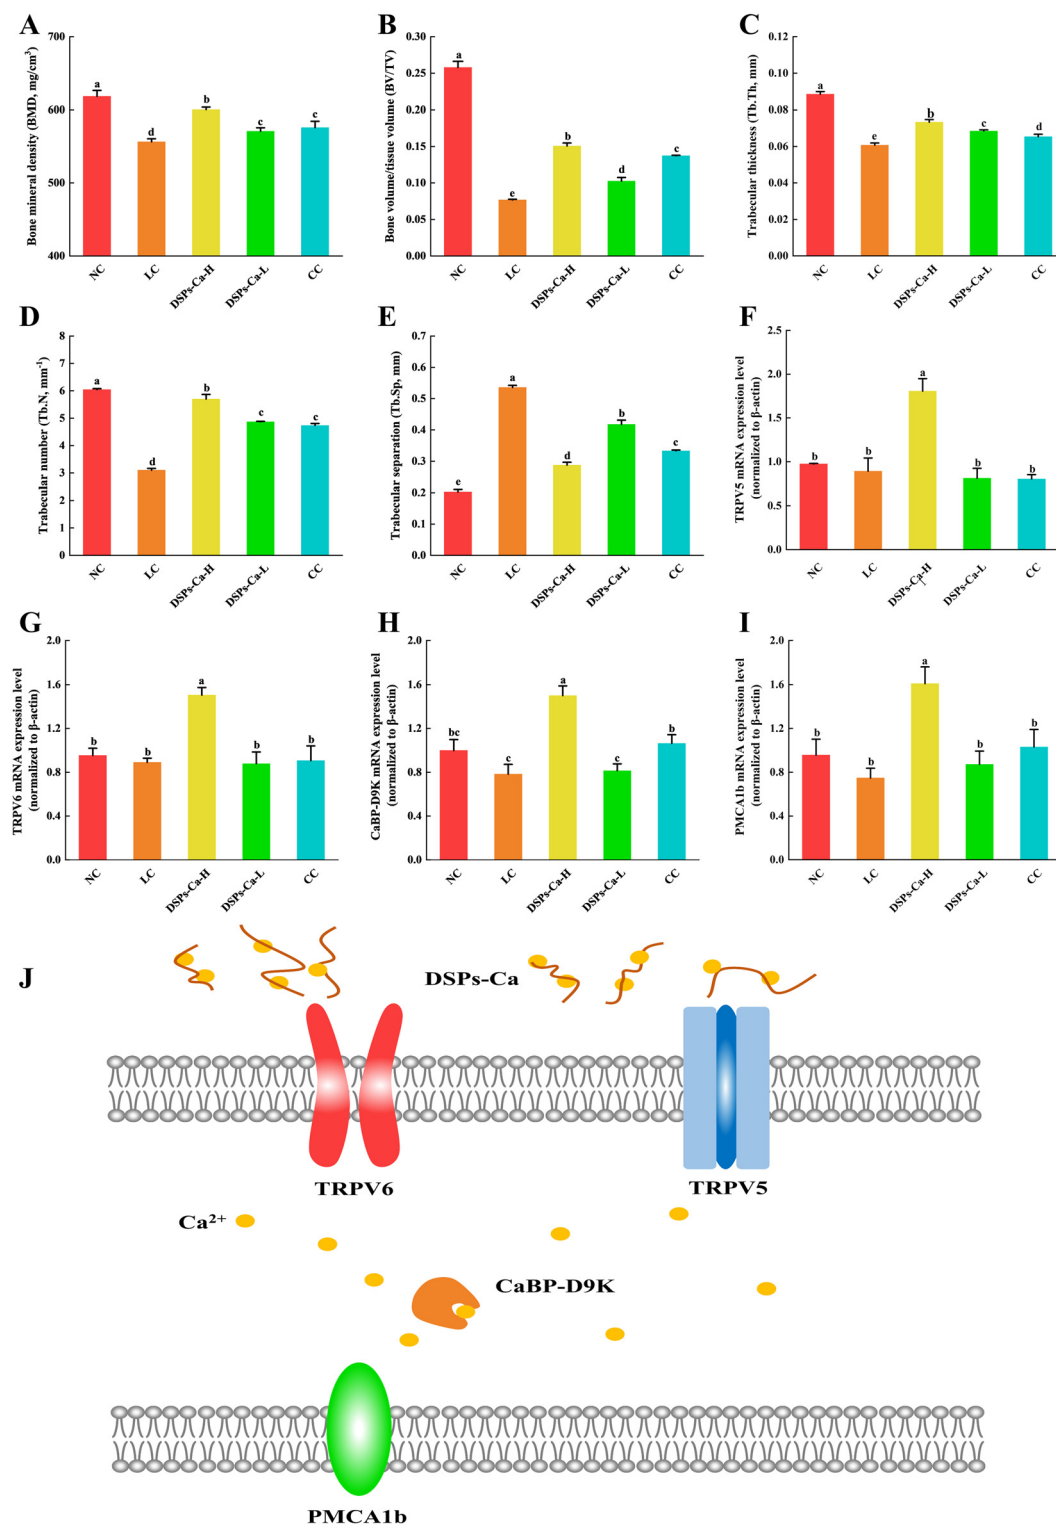 A
Bone mineral density (BMD, mg/cm³)
700
600
500
400
a
d
b
c
c
NC
LC
DSPs-Ca-H
DSPs-Ca-L
CC
B
Bone volume/tissue volume (BV/TV)
0.30
0.25
0.20
0.15
0.10
0.05
0.00
a
e
b
d
c
NC
LC
DSPs-Ca-H
DSPs-Ca-L
CC
C
Trabecular thickness (Tb.Th, mm)
0.12
0.10
0.08
0.06
0.04
0.02
0.00
a
e
b
c
d
NC
LC
DSPs-Ca-H
DSPs-Ca-L
CC
D
Trabecular number (Tb.N, mm⁻¹)
8
7
6
5
4
3
2
1
0
a
d
b
c
c
NC
LC
DSPs-Ca-H
DSPs-Ca-L
CC
E
Trabecular separation (Tb.Sp, mm)
0.7
0.6
0.5
0.4
0.3
0.2
0.1
0.0
e
a
d
b
c
NC
LC
DSPs-Ca-H
DSPs-Ca-L
CC
F
TRPV5 mRNA expression level
(normalized to β-actin)
2.5
2.0
1.5
1.0
0.5
0.0
b
b
a
b
b
NC
LC
DSPs-Ca-H
DSPs-Ca-L
CC
G
TRPV6 mRNA expression level
(normalized to β-actin)
2.0
1.6
1.2
0.8
0.4
0.0
b
b
a
b
b
NC
LC
DSPs-Ca-H
DSPs-Ca-L
CC
H
CaBP-D9K mRNA expression level
(normalized to β-actin)
2.0
1.6
1.2
0.8
0.4
0.0
bc
c
a
c
b
NC
LC
DSPs-Ca-H
DSPs-Ca-L
CC
I
PMCA1b mRNA expression level
(normalized to β-actin)
2.0
1.6
1.2
0.8
0.4
0.0
b
b
a
b
b
NC
LC
DSPs-Ca-H
DSPs-Ca-L
CC
J
DSPs-Ca
TRPV6
TRPV5
Ca²⁺
CaBP-D9K
PMCA1b